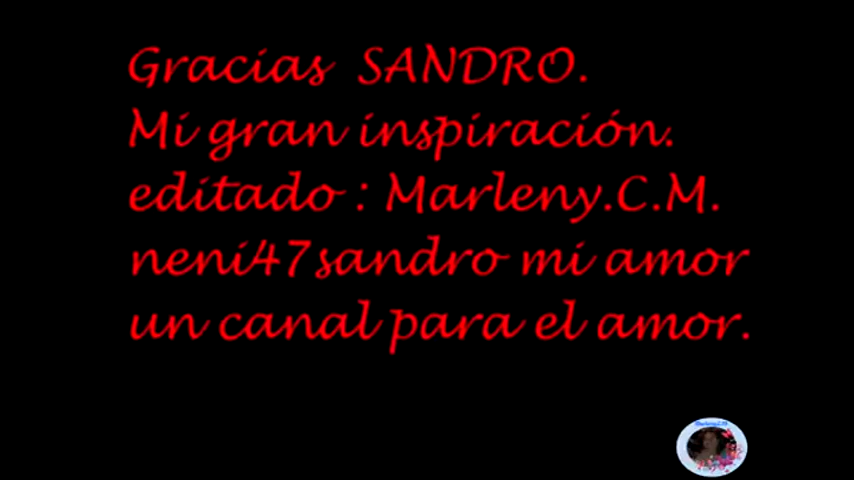 Gracias SANDRO.
Mi gran inspiración.
editado : Marleny.C.M.
neni47sandro mi amor
un canal para el amor.